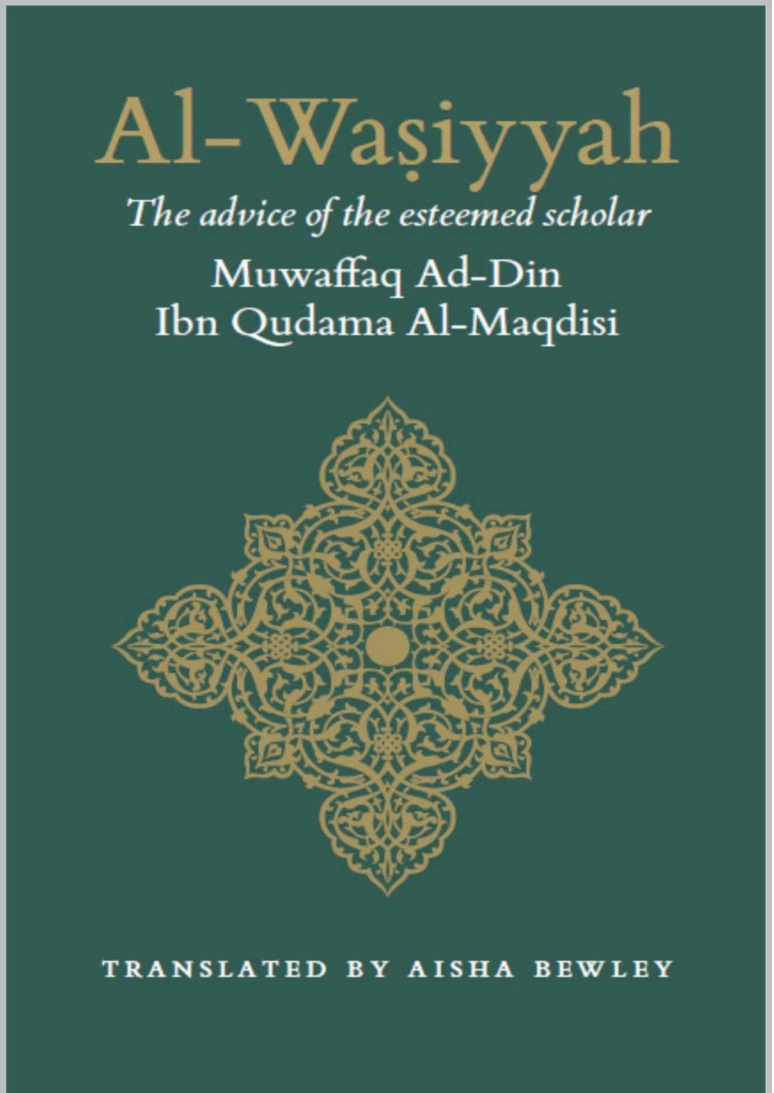 Al-Waṣiyyah
The advice of the esteemed scholar
Muwaffaq Ad-Din
Ibn Qudama Al-Maqdisi
TRANSLATED BY AISHA BEWLEY